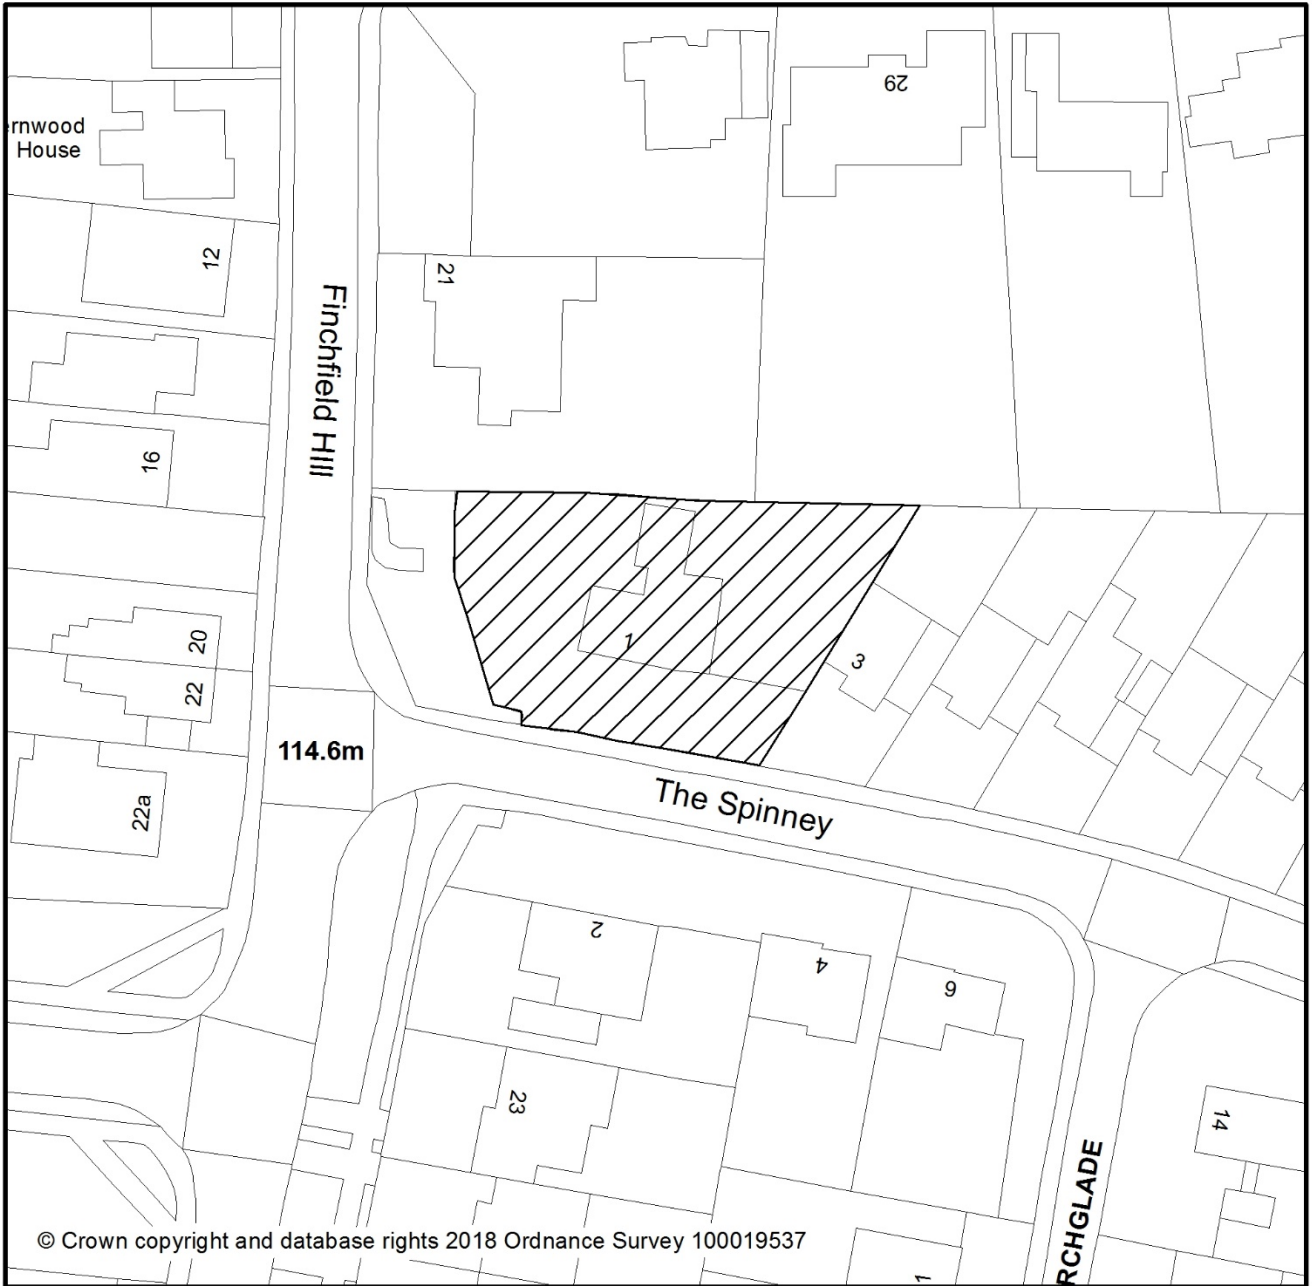 29
ernwood
House
12
21
Finchfield Hill
16
1
3
20
22
114.6m
22a
The Spinney
2
4
6
23
14
RCHGLADE
1
© Crown copyright and database rights 2018 Ordnance Survey 100019537